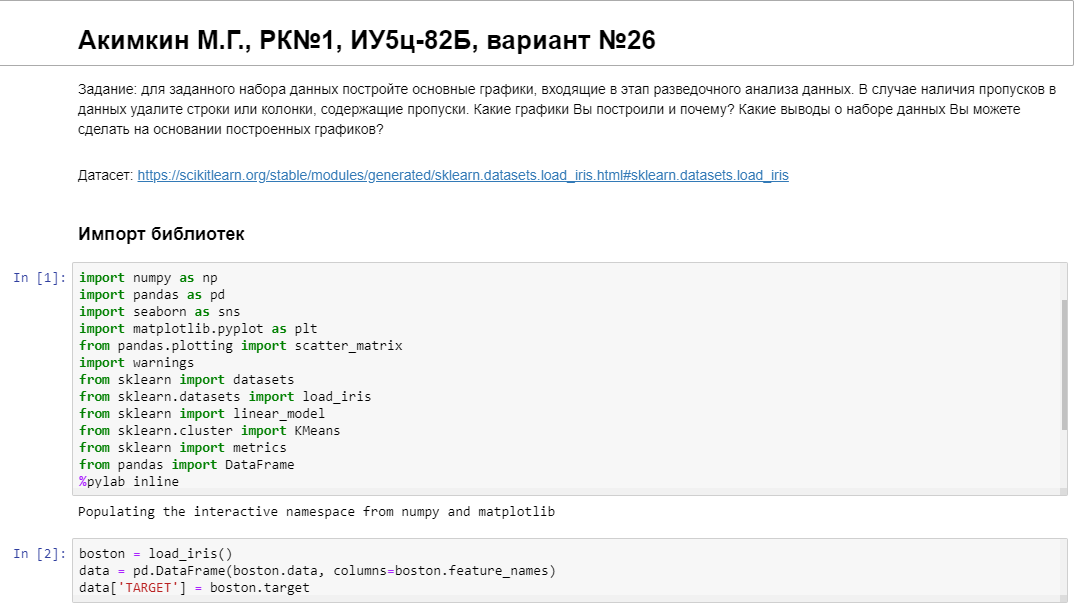 Акимкин М.Г., РК№1, ИУ5ц-82Б, вариант №26
Задание: для заданного набора данных постройте основные графики, входящие в этап разведочного анализа данных. В случае наличия пропусков в
данных удалите строки или колонки, содержащие пропуски. Какие графики Вы построили и почему? Какие выводы о наборе данных Вы можете
сделать на основании построенных графиков?
Датасет: https://scikitlearn.org/stable/modules/generated/sklearn.datasets.load_iris.html#sklearn.datasets.load_iris
Импорт библиотек
In [1]:
import numpy as np
import pandas as pd
import seaborn as sns
import matplotlib.pyplot as plt
from pandas.plotting import scatter_matrix
import warnings
from sklearn import datasets
from sklearn.datasets import load_iris
from sklearn import linear_model
from sklearn.cluster import KMeans
from sklearn import metrics
from pandas import DataFrame
%pylab inline
Populating the interactive namespace from numpy and matplotlib
In [2]:
boston = load_iris()
data = pd.DataFrame(boston.data, columns=boston.feature_names)
data['TARGET'] = boston.target